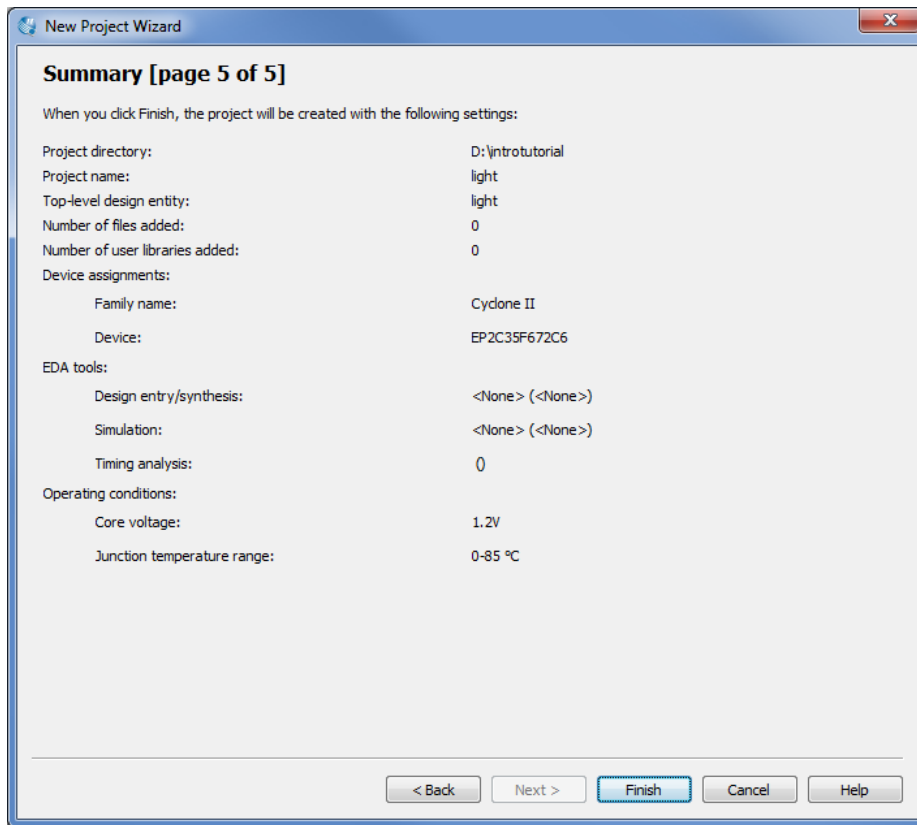 New Project Wizard
Summary [page 5 of 5]
When you click Finish, the project will be created with the following settings:
Project directory: D:\introtutorial
Project name: light
Top-level design entity: light
Number of files added: 0
Number of user libraries added: 0
Device assignments:
Family name: Cyclone II
Device: EP2C35F672C6
EDA tools:
Design entry/synthesis: <None> (<None>)
Simulation: <None> (<None>)
Timing analysis: ()
Operating conditions:
Core voltage: 1.2V
Junction temperature range: 0-85 ºC
< Back Next > Finish Cancel Help